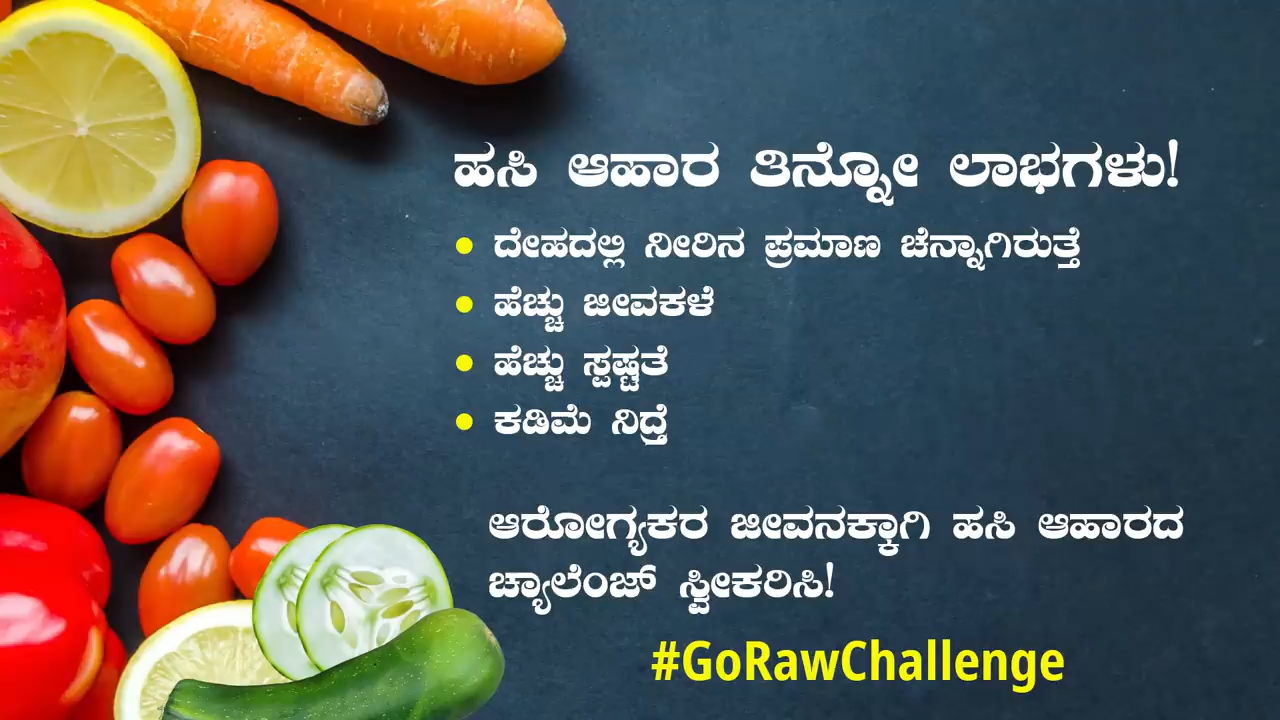 ಹಸಿ ಆಹಾರ ತಿನ್ನೋ ಲಾಭಗಳು!
• ದೇಹದಲ್ಲಿ ನೀರಿನ ಪ್ರಮಾಣ ಚೆನ್ನಾಗಿರುತ್ತೆ
• ಹೆಚ್ಚು ಜೀವಕಳೆ
• ಹೆಚ್ಚು ಸ್ಪಷ್ಟತೆ
• ಕಡಿಮೆ ನಿದ್ರೆ
ಆರೋಗ್ಯಕರ ಜೀವನಕ್ಕಾಗಿ ಹಸಿ ಆಹಾರದ
ಚ್ಯಾಲೆಂಜ್ ಸ್ವೀಕರಿಸಿ!
#GoRawChallenge